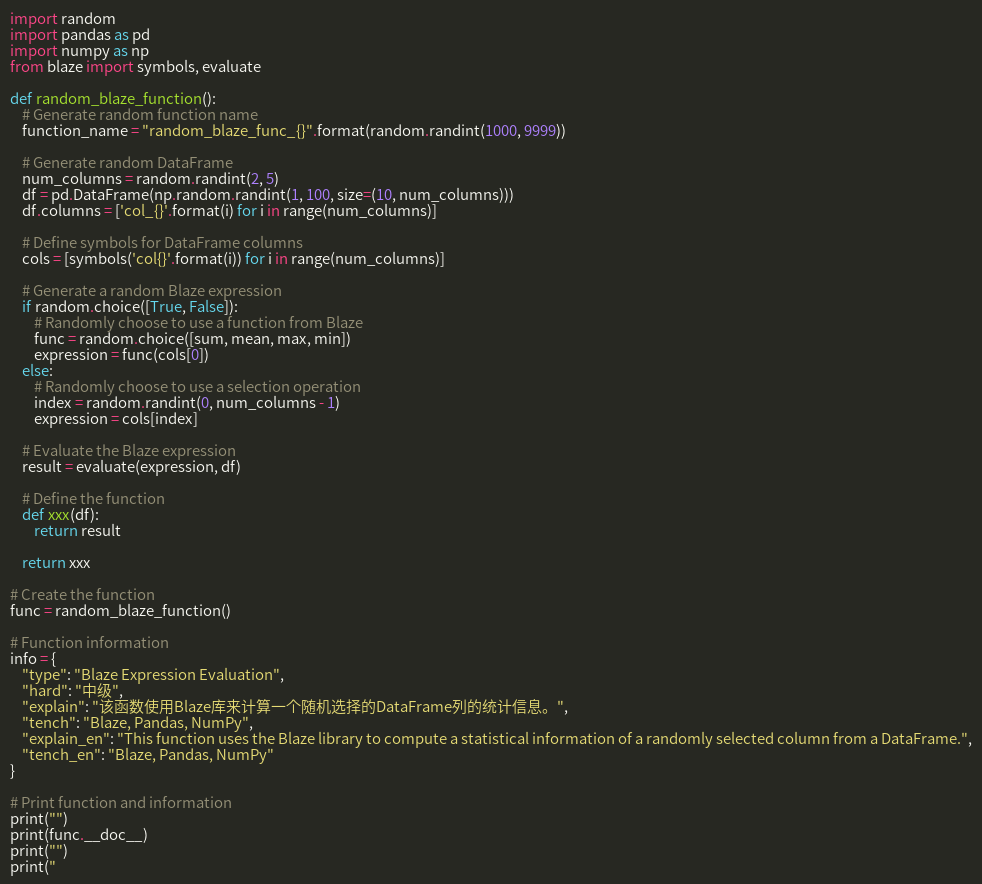 import random
import pandas as pd
import numpy as np
from blaze import symbols, evaluate

def random_blaze_function():
    # Generate random function name
    function_name = "random_blaze_func_{}".format(random.randint(1000, 9999))

    # Generate random DataFrame
    num_columns = random.randint(2, 5)
    df = pd.DataFrame(np.random.randint(1, 100, size=(10, num_columns)))
    df.columns = ['col_{}'.format(i) for i in range(num_columns)]

    # Define symbols for DataFrame columns
    cols = [symbols('col{}'.format(i)) for i in range(num_columns)]

    # Generate a random Blaze expression
    if random.choice([True, False]):
        # Randomly choose to use a function from Blaze
        func = random.choice([sum, mean, max, min])
        expression = func(cols[0])
    else:
        # Randomly choose to use a selection operation
        index = random.randint(0, num_columns - 1)
        expression = cols[index]

    # Evaluate the Blaze expression
    result = evaluate(expression, df)

    # Define the function
    def xxx(df):
        return result

    return xxx

# Create the function
func = random_blaze_function()

# Function information
info = {
    "type": "Blaze Expression Evaluation",
    "hard": "中级",
    "explain": "该函数使用Blaze库来计算一个随机选择的DataFrame列的统计信息。",
    "tench": "Blaze, Pandas, NumPy",
    "explain_en": "This function uses the Blaze library to compute a statistical information of a randomly selected column from a DataFrame.",
    "tench_en": "Blaze, Pandas, NumPy"
}

# Print function and information
print("")
print(func.__doc__)
print("")
print("